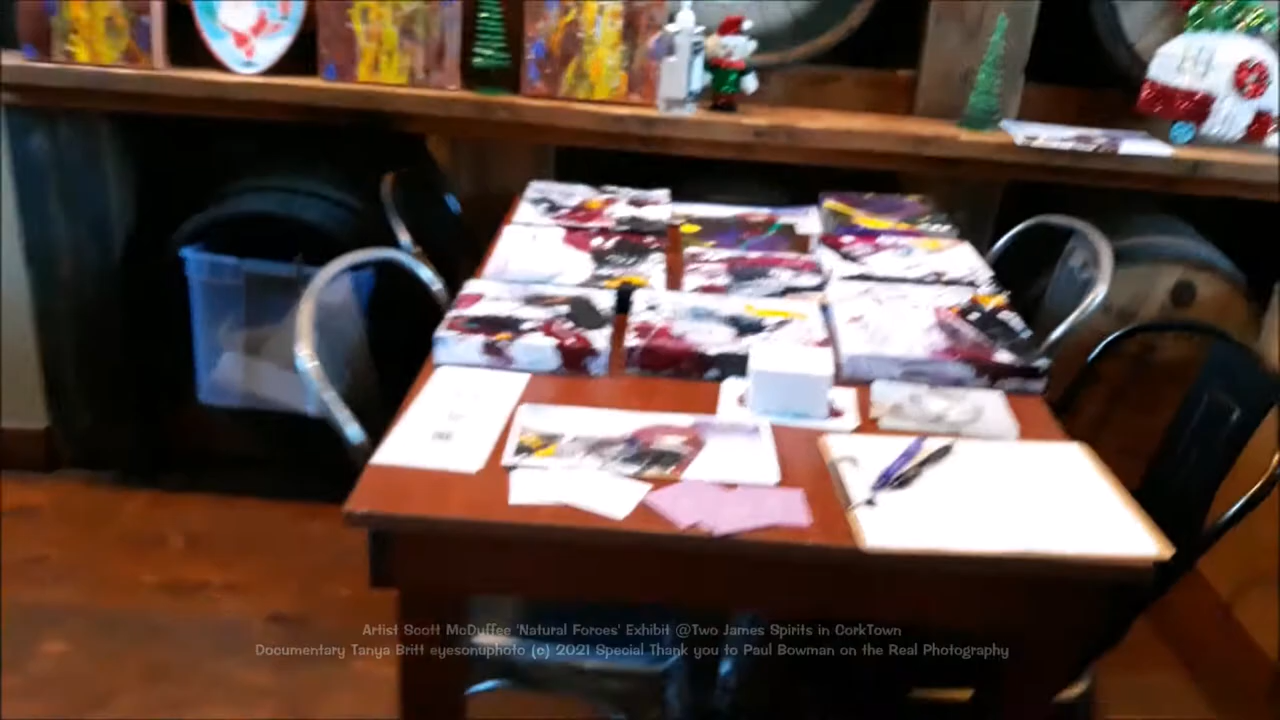 Artist Scott McDuffee 'Natural Forces' Exhibit @Two James Spirits in CorkTown
Documentary Tanya Britt eyesonuphoto (c) 2021 Special Thank you to Paul Bowman on the Real Photography